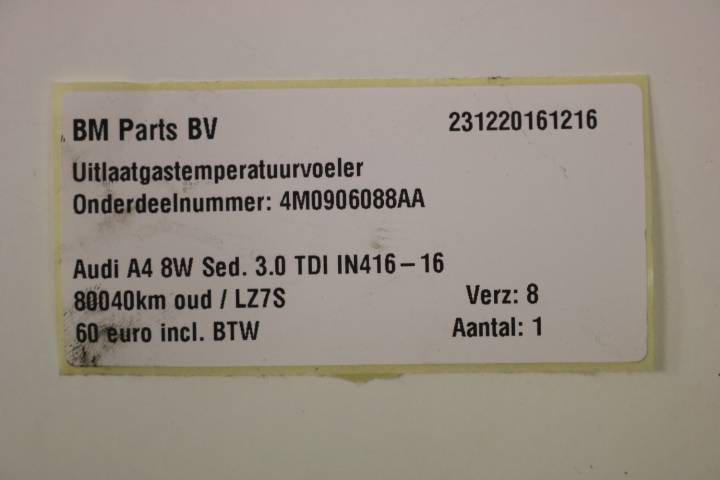 BM Parts BV 231220161216
Uitlaatgastemperatuurvoeler
Onderdeelnummer: 4M0906088AA
Audi A4 8W Sed. 3.0 TDI IN416-16
80040km oud / LZ7S Verz: 8
60 euro incl. BTW Aantal: 1